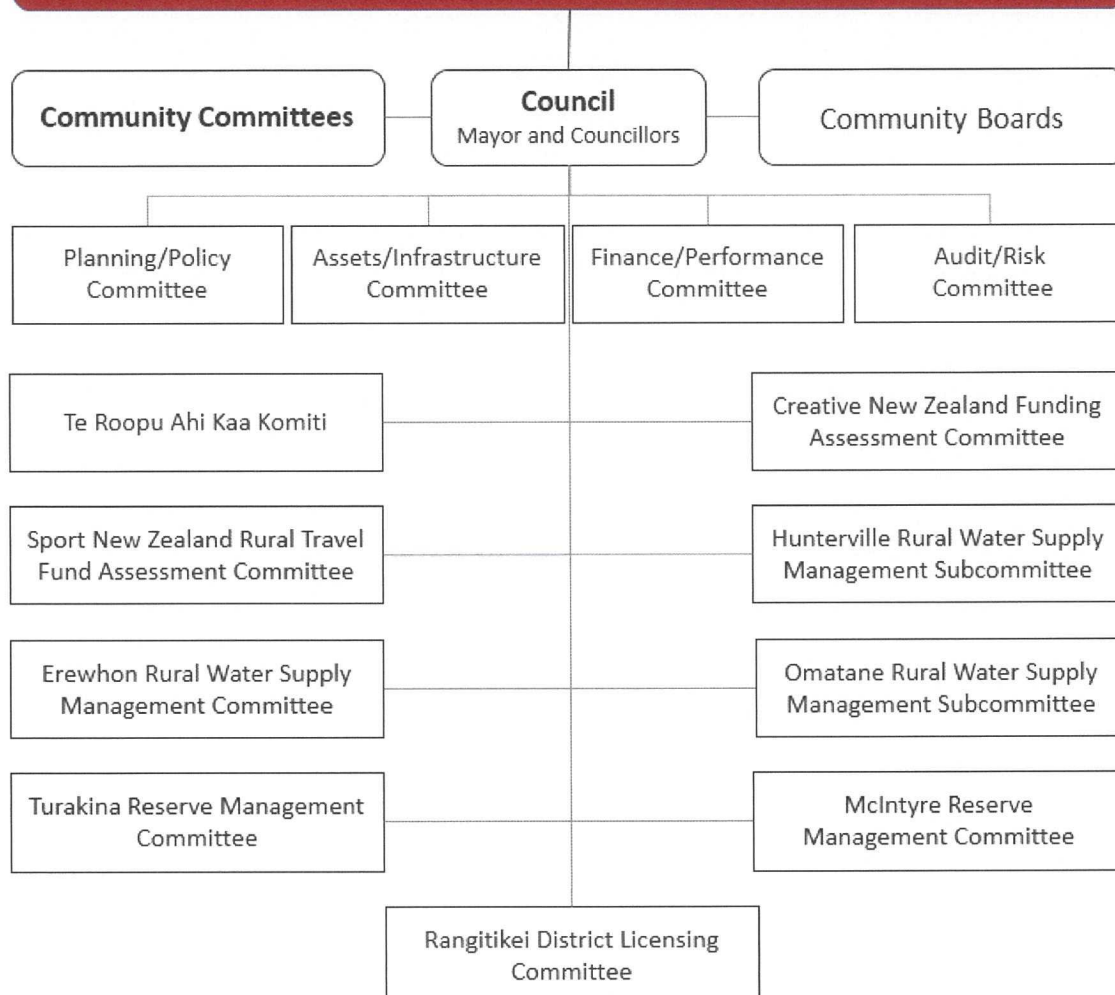 Community Committees
Council
Mayor and Councillors
Community Boards
Planning/Policy
Committee
Assets/Infrastructure
Committee
Finance/Performance
Committee
Audit/Risk
Committee
Te Roopu Ahi Kaa Komiti
Creative New Zealand Funding
Assessment Committee
Sport New Zealand Rural Travel
Fund Assessment Committee
Hunterville Rural Water Supply
Management Subcommittee
Erewhon Rural Water Supply
Management Committee
Omatane Rural Water Supply
Management Subcommittee
Turakina Reserve Management
Committee
McIntyre Reserve
Management Committee
Rangitikei District Licensing
Committee